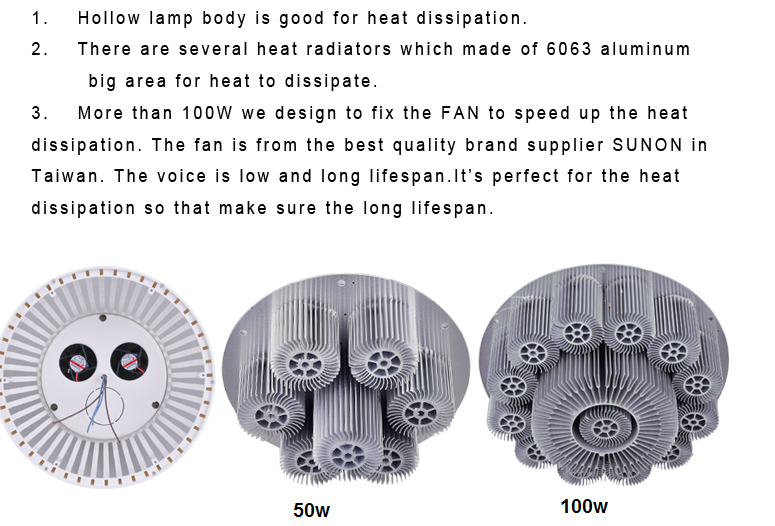 1. Hollow lamp body is good for heat dissipation.
2. There are several heat radiators which made of 6063 aluminum
big area for heat to dissipate.
3. More than 100W we design to fix the FAN to speed up the heat
dissipation. The fan is from the best quality brand supplier SUNON in
Taiwan. The voice is low and long lifespan.It's perfect for the heat
dissipation so that make sure the long lifespan.
50w
100w